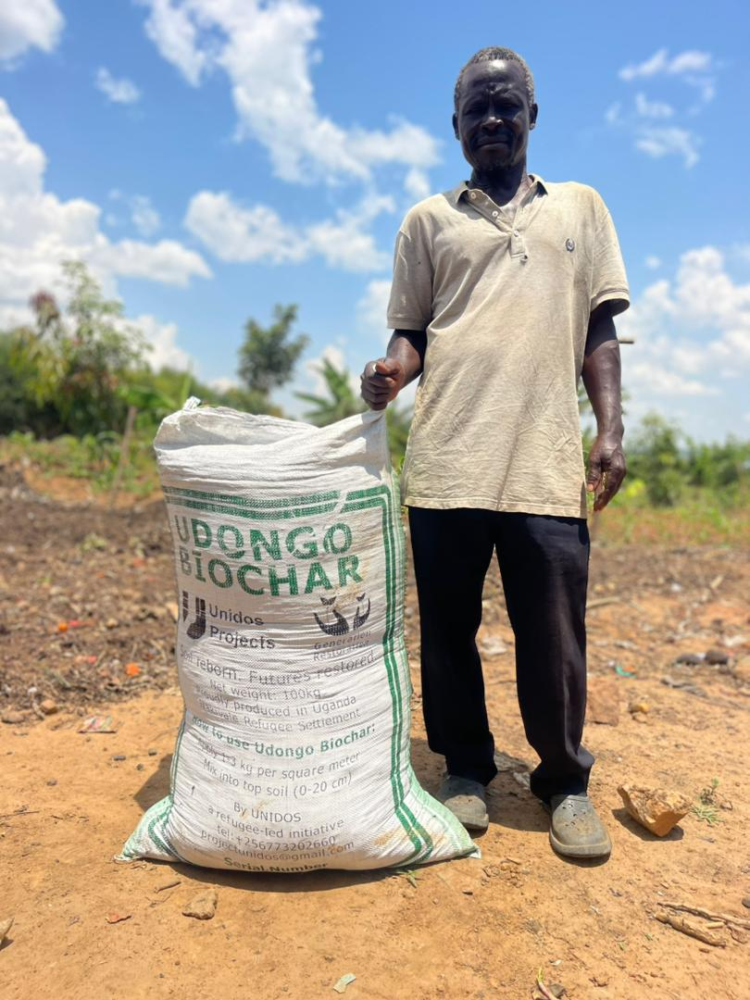 UDONGO
BIOCHAR
Unidos
Projects
Generation
Restoration
reborn. Futures restored.
Net weight: 100kg
Proudly produced in Uganda
Refugee Settlement
How to use Udongo Biochar:
Apply 1-3 kg per square meter
Mix into top soil (0-20 cm)
By UNIDOS
a refugee-led initiative
tel:+256773202660
projectunidos@gmail.com
Serial Number